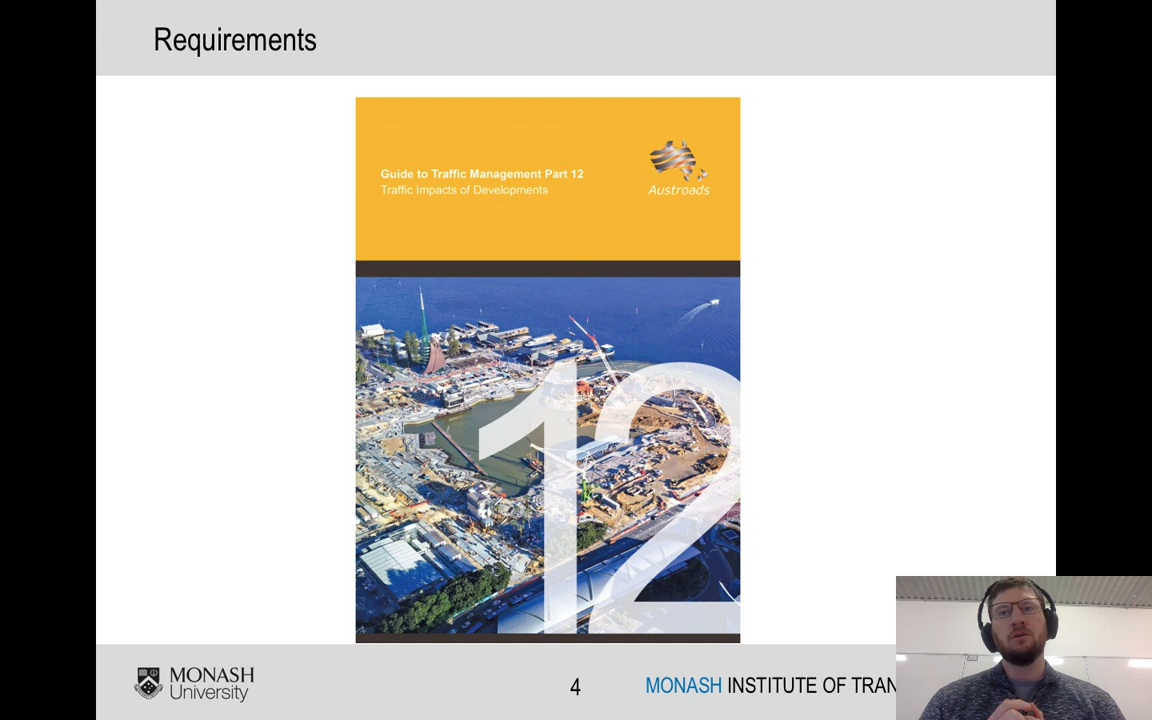 Requirements
Guide to Traffic Management Part 12
Traffic Impacts of Developments
Austroads
12
MONASH
University
4
MONASH INSTITUTE OF TRAN